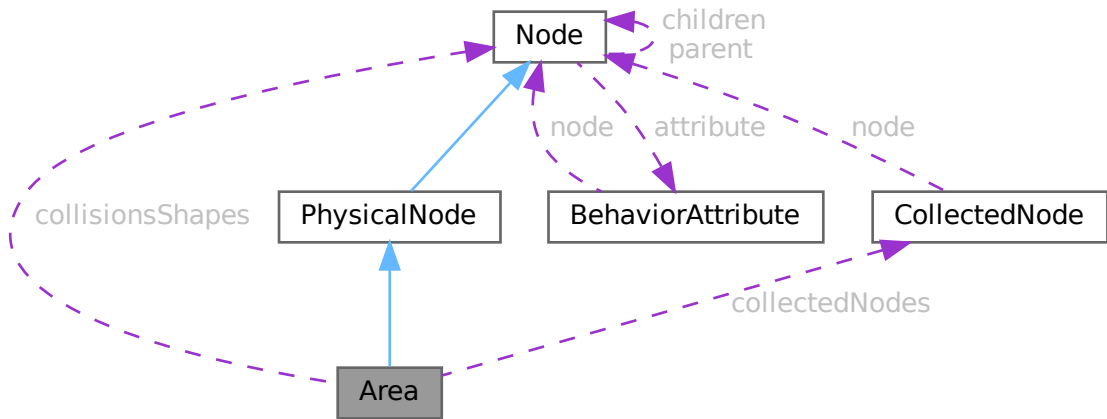 Node
children
parent
node
attribute
node
collisionsShapes
PhysicalNode
BehaviorAttribute
CollectedNode
collectedNodes
Area